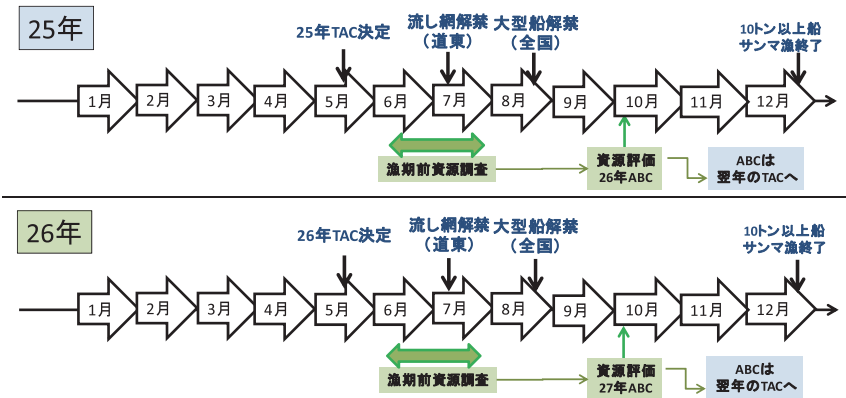 25年
25年TAC決定
流し網解禁
（道東）
大型船解禁
（全国）
10トン以上船
サンマ漁終了
1月 2月 3月 4月 5月 6月 7月 8月 9月 10月 11月 12月
漁期前資源調査
資源評価
26年ABC
ABCは
翌年のTACへ
26年
26年TAC決定
流し網解禁
（道東）
大型船解禁
（全国）
10トン以上船
サンマ漁終了
1月 2月 3月 4月 5月 6月 7月 8月 9月 10月 11月 12月
漁期前資源調査
資源評価
27年ABC
ABCは
翌年のTACへ